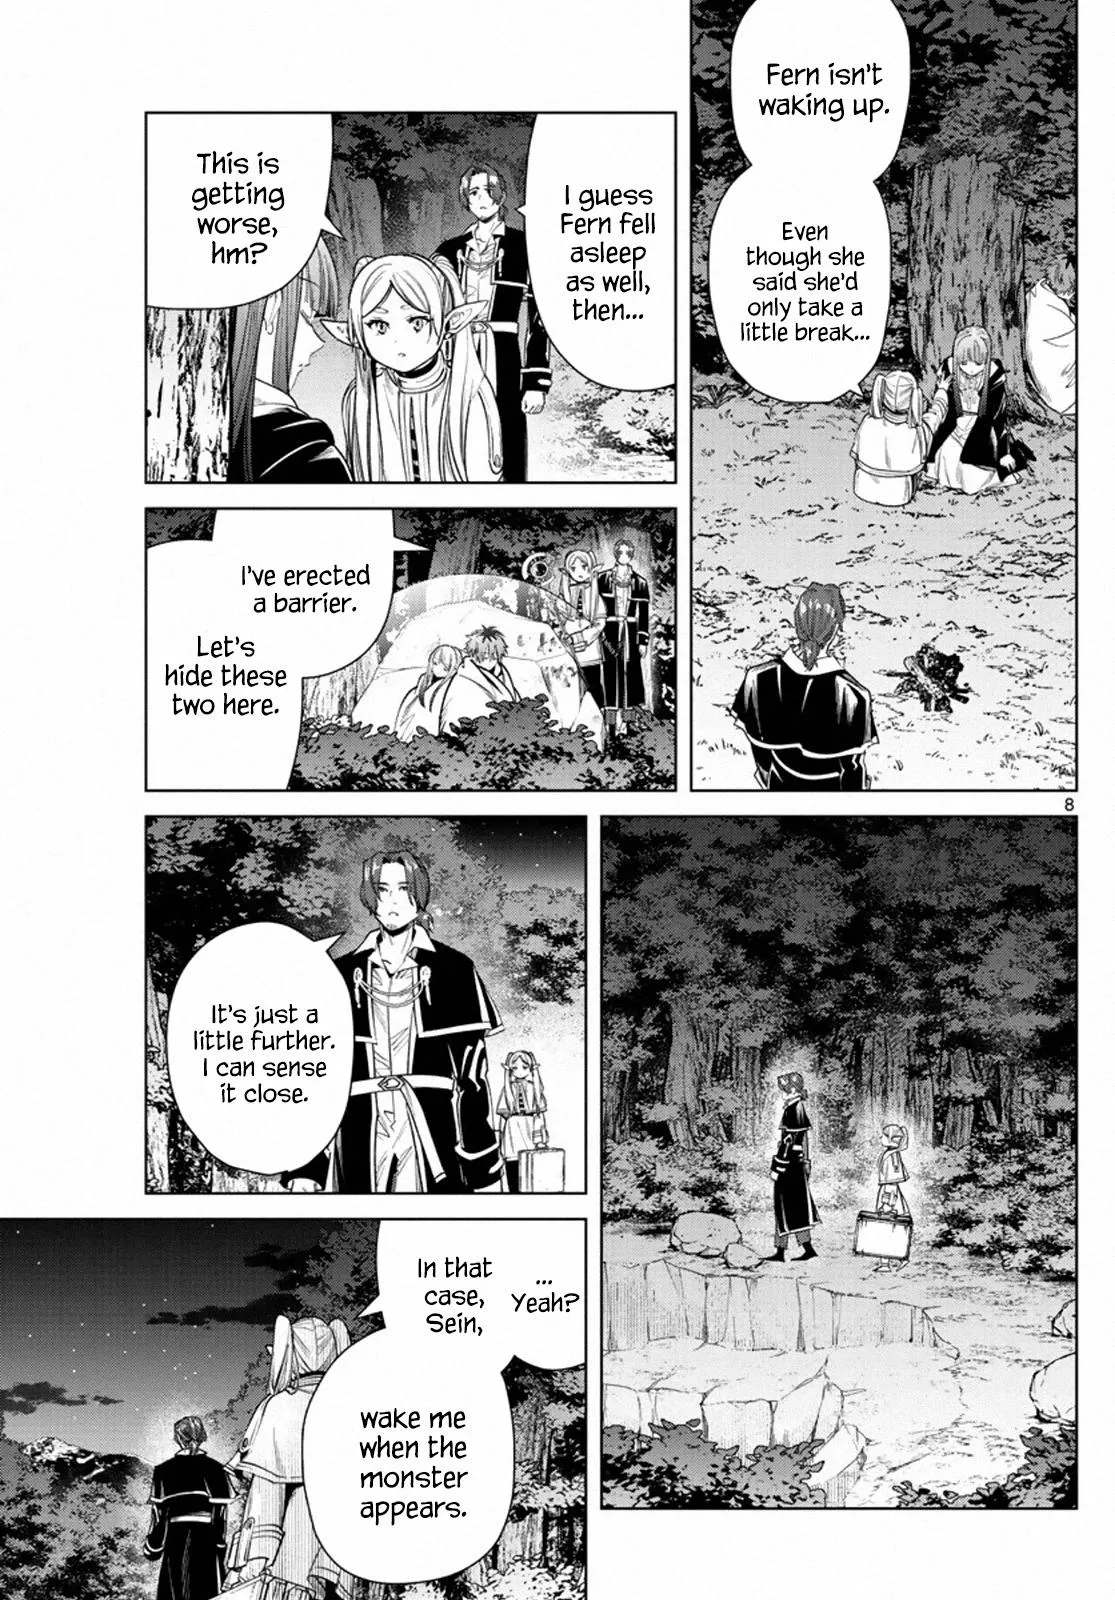 Fern isn't
waking up.
Even
though she
said she'd
only take a
little break...
I guess
Fern fell
asleep
as well,
then...
This is
getting
worse,
hm?
I've erected
a barrier.
Let's
hide these
two here.
8
It's just a
little further.
I can sense
it close.
...
Yeah?
In that
case,
Sein,
wake me
when the
monster
appears.